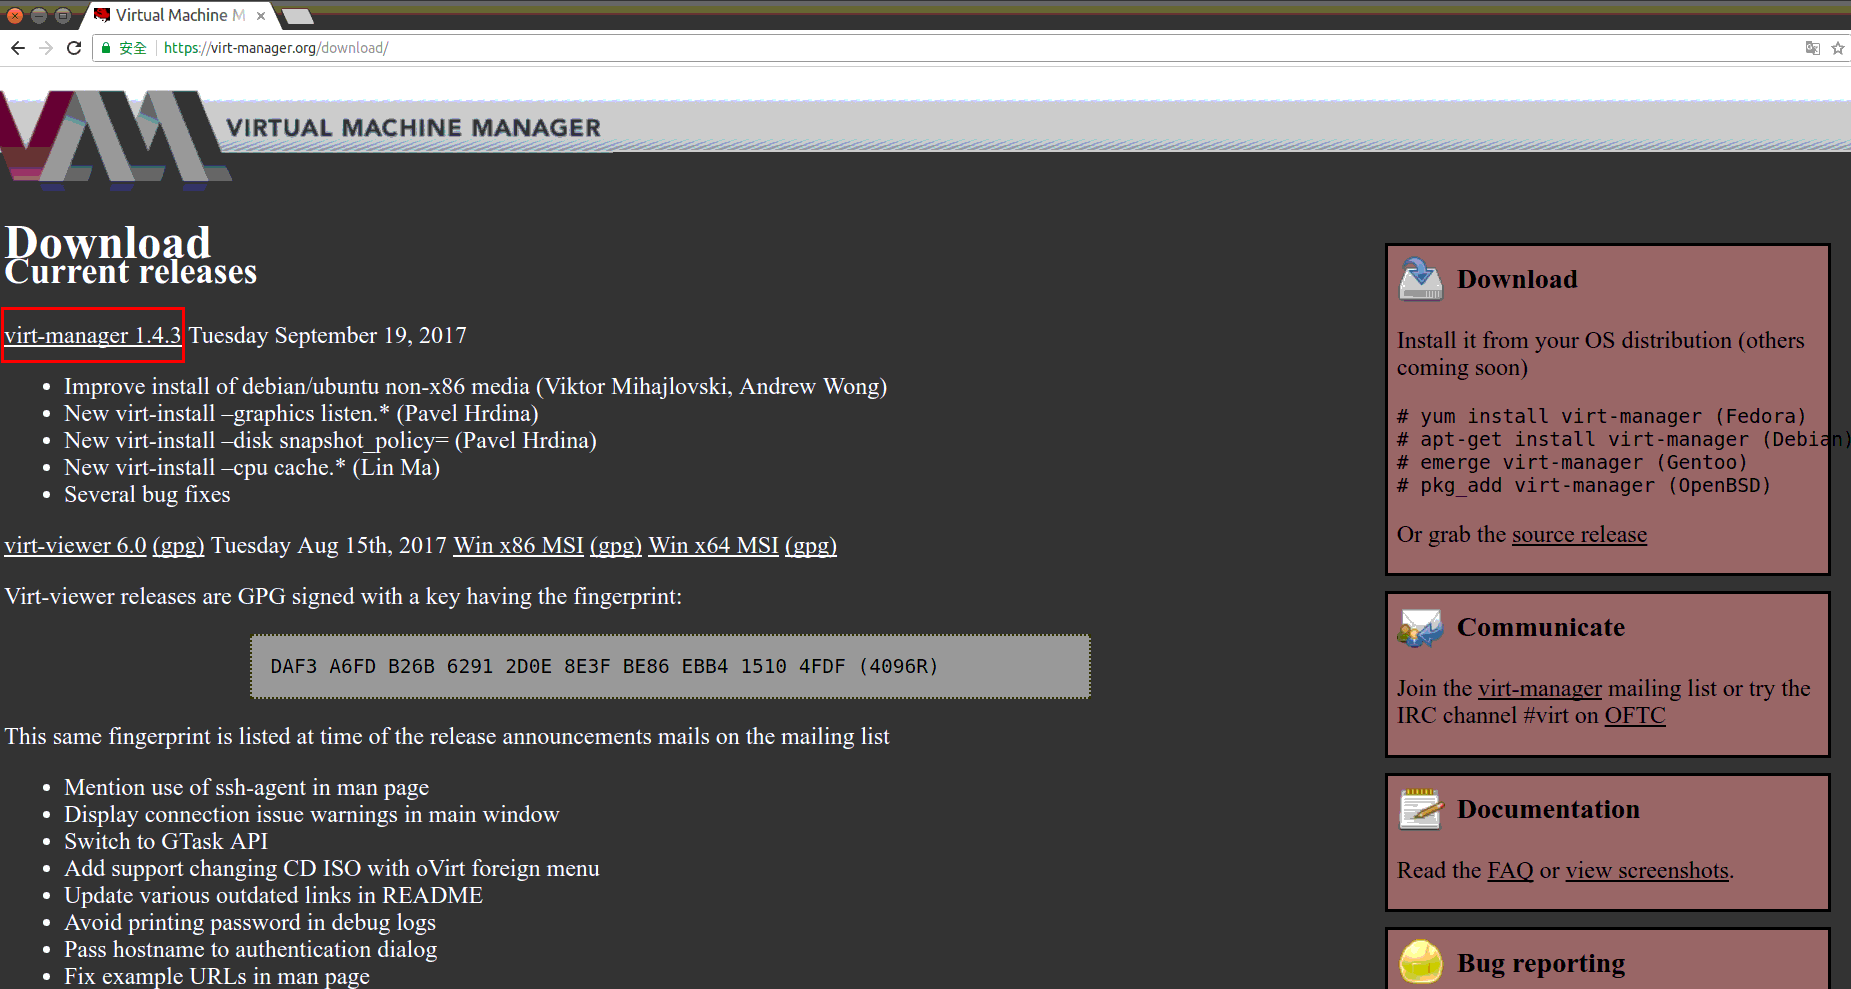 Virtual Machine M
安全
https://virt-manager.org/download/
VIRTUAL MACHINE MANAGER
Download
Current releases
virt-manager 1.4.3 Tuesday September 19, 2017
Improve install of debian/ubuntu non-x86 media (Viktor Mihajlovski, Andrew Wong)
New virt-install –graphics listen.* (Pavel Hrdina)
New virt-install –disk snapshot_policy= (Pavel Hrdina)
New virt-install –cpu cache.* (Lin Ma)
Several bug fixes
virt-viewer 6.0 (gpg) Tuesday Aug 15th, 2017 Win x86 MSI (gpg) Win x64 MSI (gpg)
Virt-viewer releases are GPG signed with a key having the fingerprint:
DAF3 A6FD B26B 6291 2D0E 8E3F BE86 EBB4 1510 4FDF (4096R)
This same fingerprint is listed at time of the release announcements mails on the mailing list
Mention use of ssh-agent in man page
Display connection issue warnings in main window
Switch to GTask API
Add support changing CD ISO with oVirt foreign menu
Update various outdated links in README
Avoid printing password in debug logs
Pass hostname to authentication dialog
Fix example URLs in man page
Download
Install it from your OS distribution (others
coming soon)
# yum install virt-manager (Fedora)
# apt-get install virt-manager (Debian)
# emerge virt-manager (Gentoo)
# pkg_add virt-manager (OpenBSD)
Or grab the source release
Communicate
Join the virt-manager mailing list or try the
IRC channel #virt on OFTC
Documentation
Read the FAQ or view screenshots.
Bug reporting